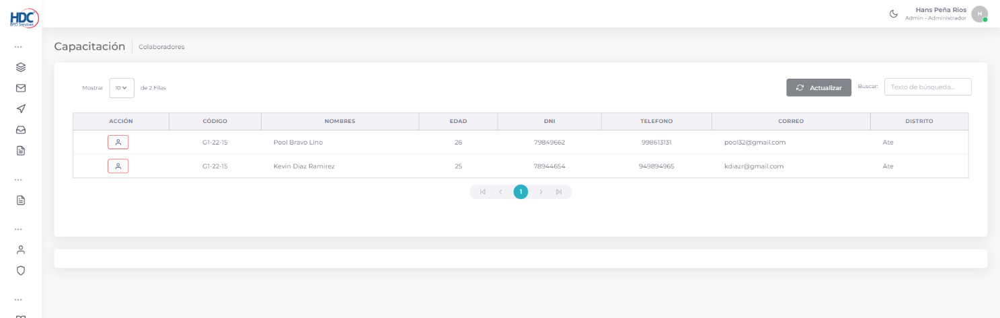 HDC
BPO Services
Hans Peña Rios
Admin - Administrador
H
Capacitación
Colaboradores
Mostrar 10 de 2 Filas
Actualizar
Buscar: Texto de búsqueda...
ACCIÓN CÓDIGO NOMBRES EDAD DNI TELEFONO CORREO DISTRITO
G1-22-15 Pool Bravo Lino 26 79849662 998613131 pool32@gmail.com Ate
G1-22-15 Kevin Diaz Ramirez 25 78944654 949894965 kdiazr@gmail.com Ate
1